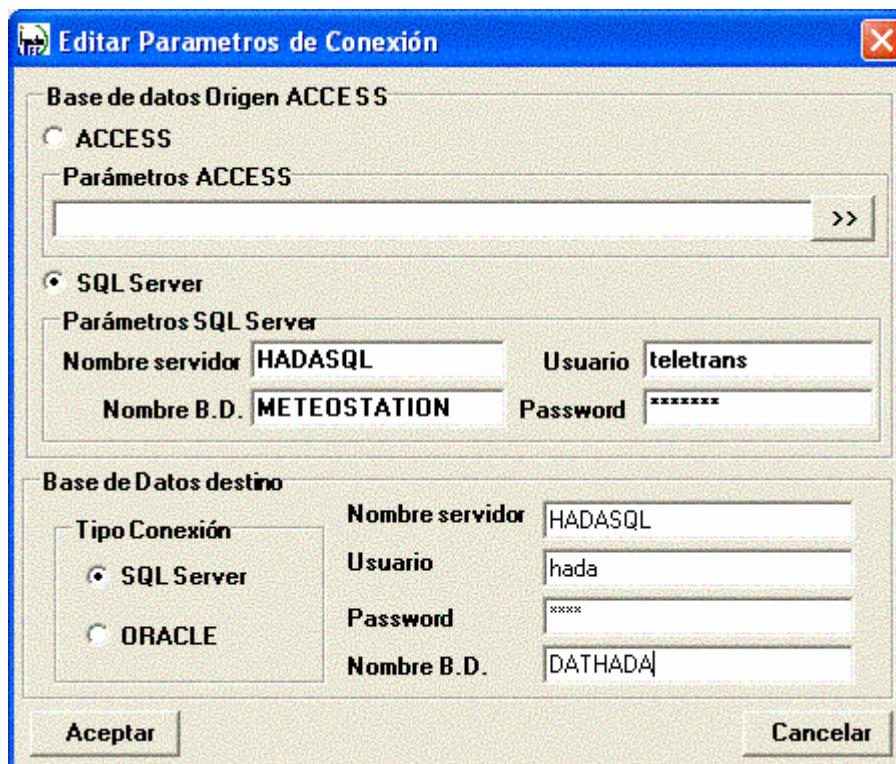 Editar Parametros de Conexión
Base de datos Origen ACCESS
ACCESS
Parámetros ACCESS
>>
SQL Server
Parámetros SQL Server
Nombre servidor HADASQL Usuario teletrans
Nombre B.D. METEOSTATION Password *******
Base de Datos destino
Tipo Conexión
SQL Server
ORACLE
Nombre servidor HADASQL
Usuario hada
Password ****
Nombre B.D. DATHADA
Aceptar Cancelar